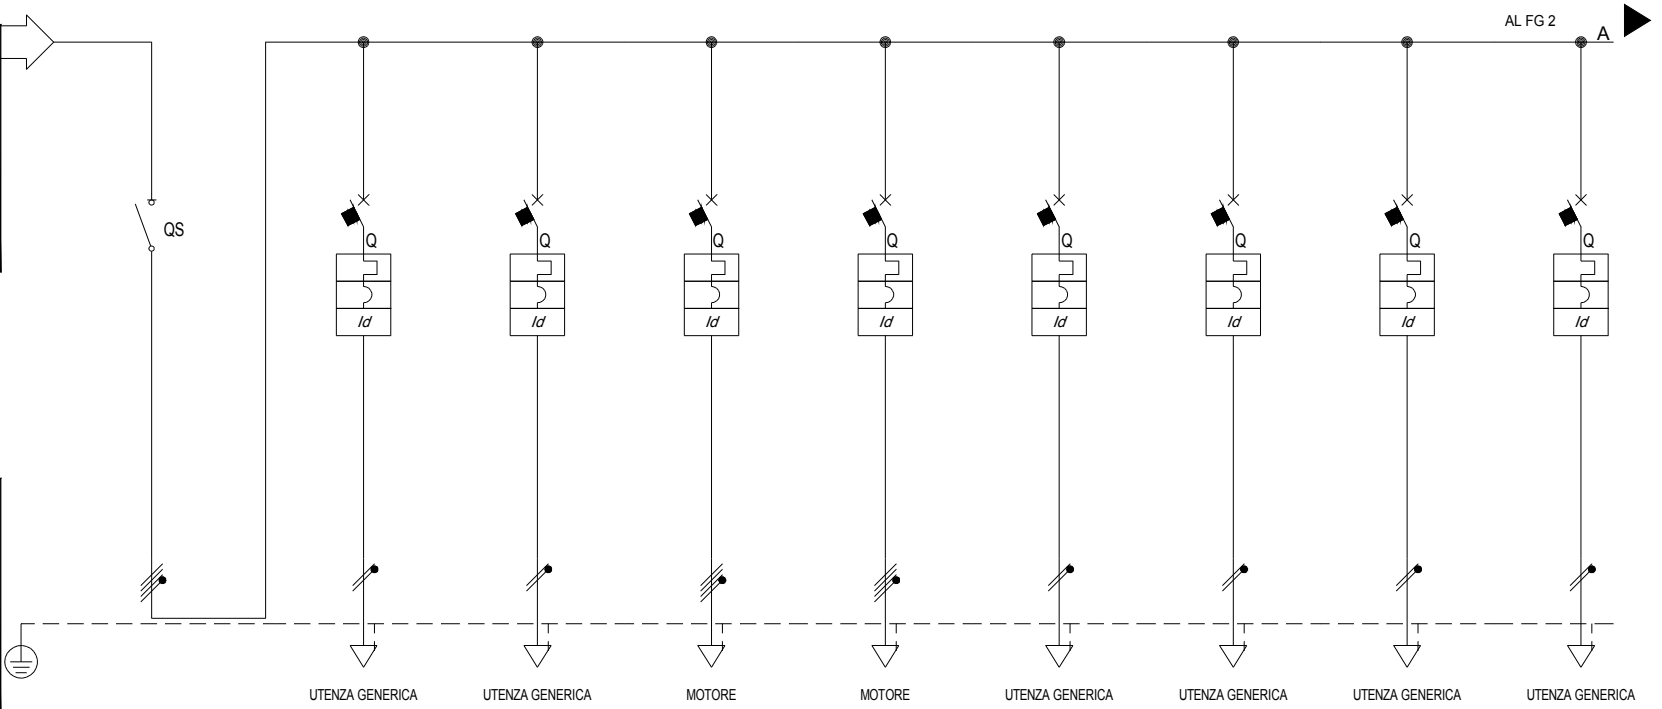 AL FG 2
A
QS
Q Q Q Q Q Q Q Q
Id Id Id Id Id Id Id Id
UTENZA GENERICA UTENZA GENERICA MOTORE MOTORE UTENZA GENERICA UTENZA GENERICA UTENZA GENERICA UTENZA GENERICA